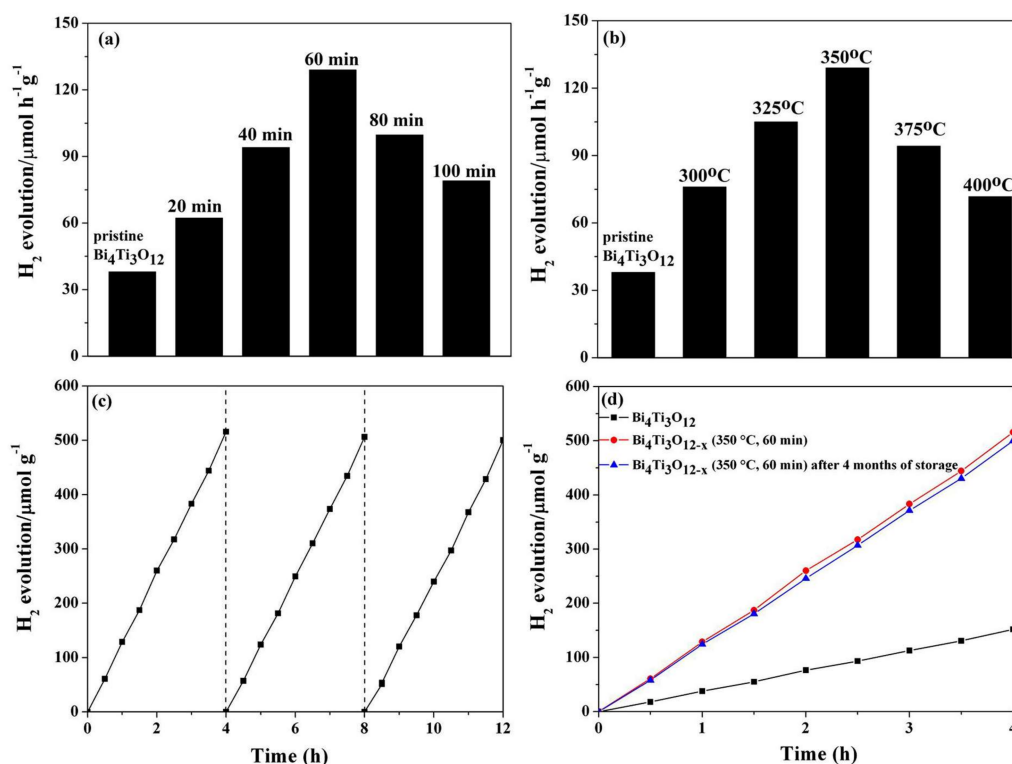 (a)
H₂ evolution/μmol h⁻¹g⁻¹
150
120
90
60
30
0
pristine
Bi₄Ti₃O₁₂
20 min
40 min
60 min
80 min
100 min
(b)
H₂ evolution/μmol h⁻¹g⁻¹
150
120
90
60
30
0
pristine
Bi₄Ti₃O₁₂
300°C
325°C
350°C
375°C
400°C
(c)
H₂ evolution/μmol g⁻¹
600
500
400
300
200
100
0
0 2 4 6 8 10 12
Time (h)
(d)
H₂ evolution/μmol g⁻¹
600
500
400
300
200
100
0
Bi₄Ti₃O₁₂
Bi₄Ti₃O₁₂₋ₓ (350 °C, 60 min)
Bi₄Ti₃O₁₂₋ₓ (350 °C, 60 min) after 4 months of storage
0 1 2 3 4
Time (h)